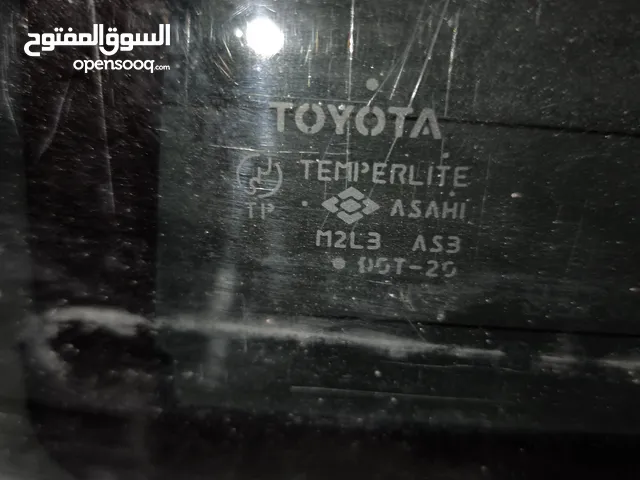 السوق المفتوح
opensooq.com
TOYOTA
TEMPERLITE
TP · ASAHI
M2L3 AS3